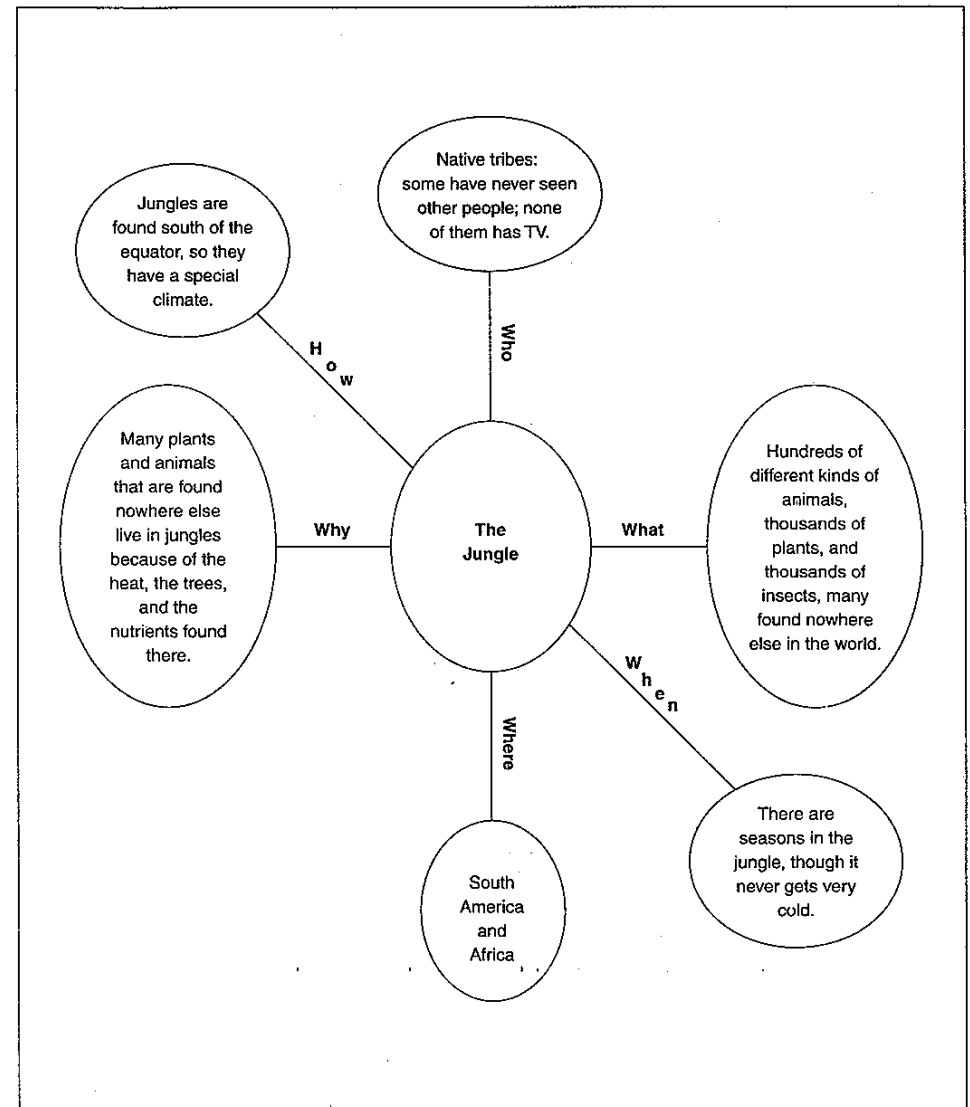 Native tribes:
some have never seen
other people; none
of them has TV.
Jungles are
found south of the
equator, so they
have a special
climate.
Who
How
Many plants
and animals
that are found
nowhere else
live in jungles
because of the
heat, the trees,
and the
nutrients found
there.
Why
The
Jungle
What
Hundreds of
different kinds of
animals,
thousands of
plants, and
thousands of
insects, many
found nowhere
else in the world.
When
Where
There are
seasons in the
jungle, though it
never gets very
cold.
South
America
and
Africa